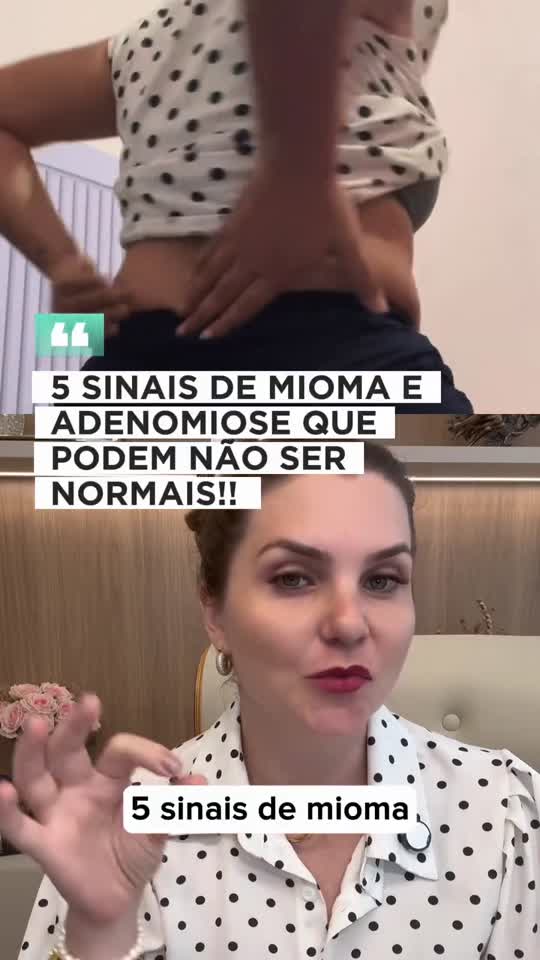 5 SINAIS DE MIOMA E
ADENOMIOSE QUE
PODEM NÃO SER
NORMAIS!!
5 sinais de mioma